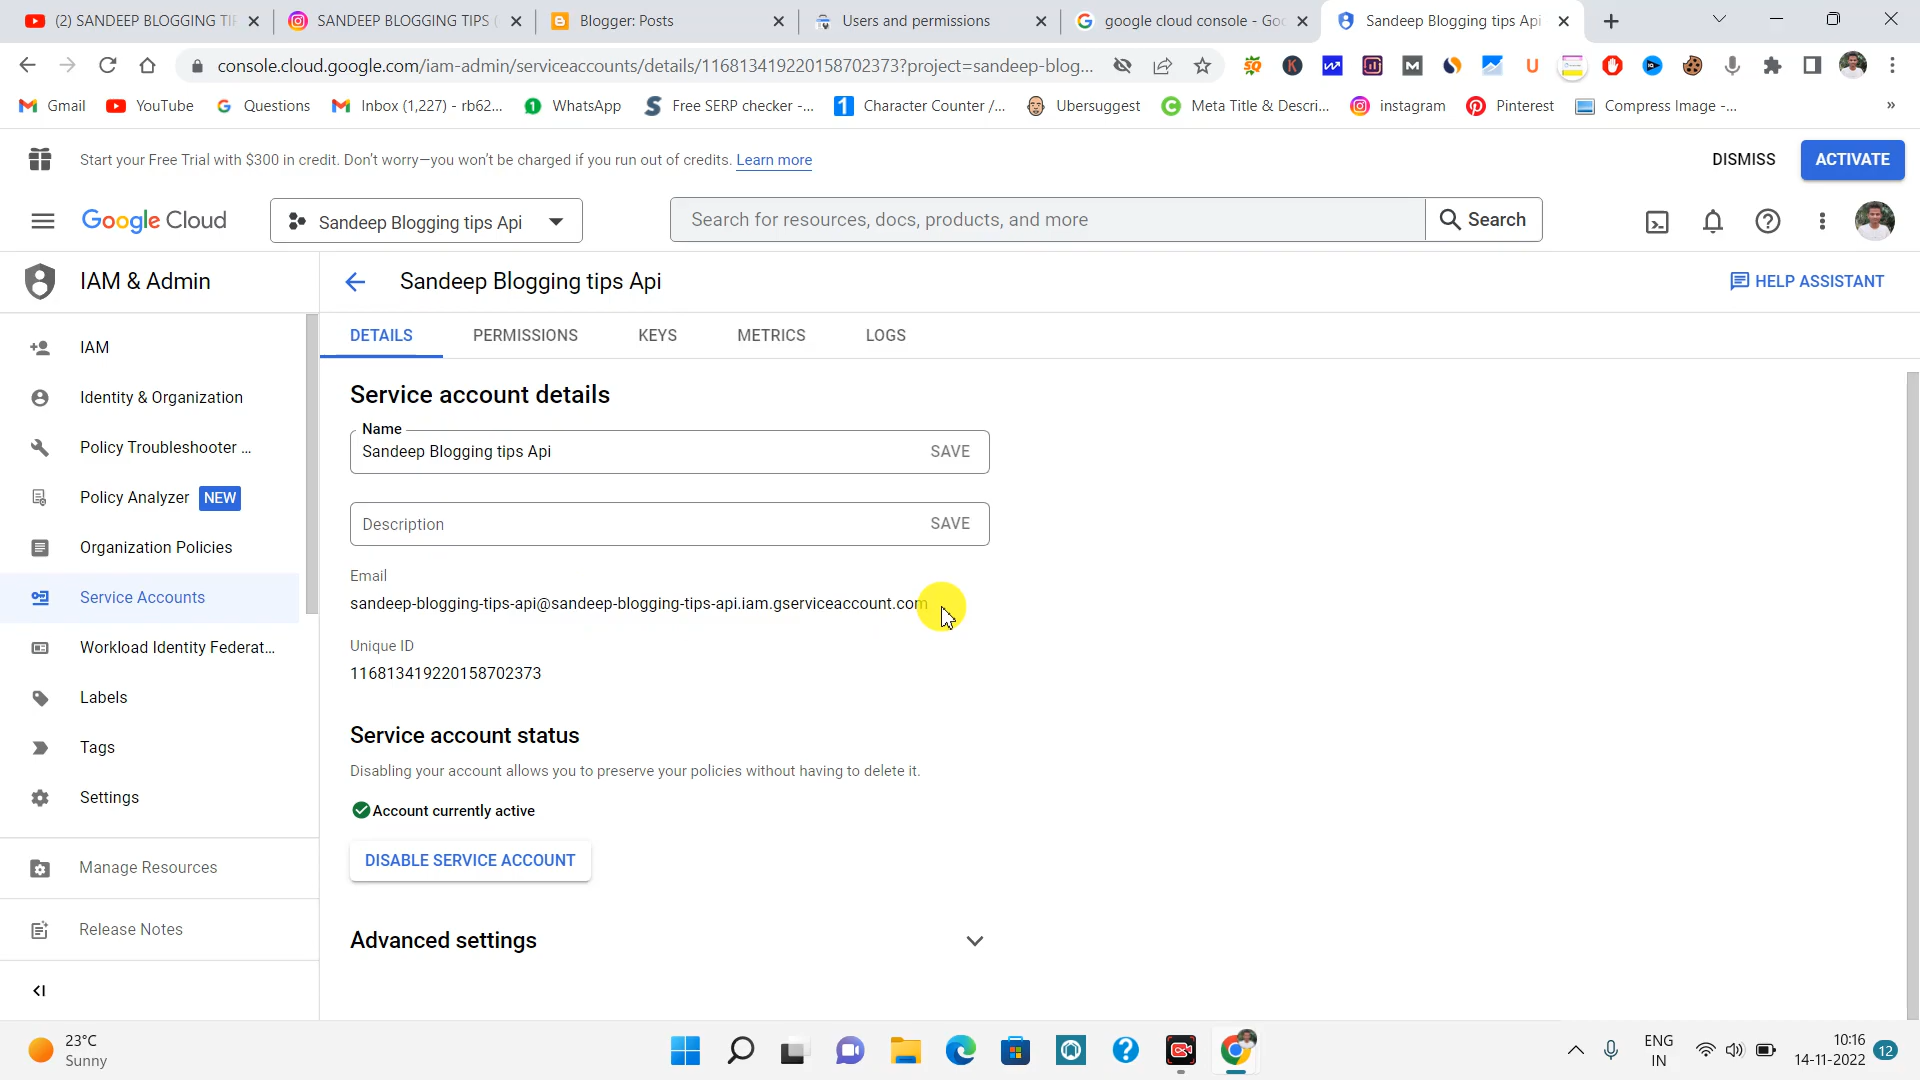 (2) SANDEEP BLOGGING TIP
SANDEEP BLOGGING TIPS (
Blogger: Posts
Users and permissions
google cloud console - Goo
Sandeep Blogging tips Api
console.cloud.google.com/iam-admin/serviceaccounts/details/116813419220158702373?project=sandeep-blog...
Gmail
YouTube
Questions
Inbox (1,227) - rb62...
WhatsApp
Free SERP checker -...
Character Counter /...
Ubersuggest
Meta Title & Descri...
instagram
Pinterest
Compress Image -...
»
Start your Free Trial with $300 in credit. Don't worry—you won't be charged if you run out of credits. Learn more
DISMISS
ACTIVATE
Google Cloud
Sandeep Blogging tips Api
Search for resources, docs, products, and more
Search
IAM & Admin
Sandeep Blogging tips Api
HELP ASSISTANT
DETAILS
PERMISSIONS
KEYS
METRICS
LOGS
IAM
Identity & Organization
Policy Troubleshooter ...
Policy Analyzer NEW
Organization Policies
Service Accounts
Workload Identity Federat...
Labels
Tags
Settings
Manage Resources
Release Notes
Service account details
Name
Sandeep Blogging tips Api
SAVE
Description
SAVE
Email
sandeep-blogging-tips-api@sandeep-blogging-tips-api.iam.gserviceaccount.com
Unique ID
116813419220158702373
Service account status
Disabling your account allows you to preserve your policies without having to delete it.
Account currently active
DISABLE SERVICE ACCOUNT
Advanced settings
23°C
Sunny
ENG
IN
10:16
14-11-2022
12